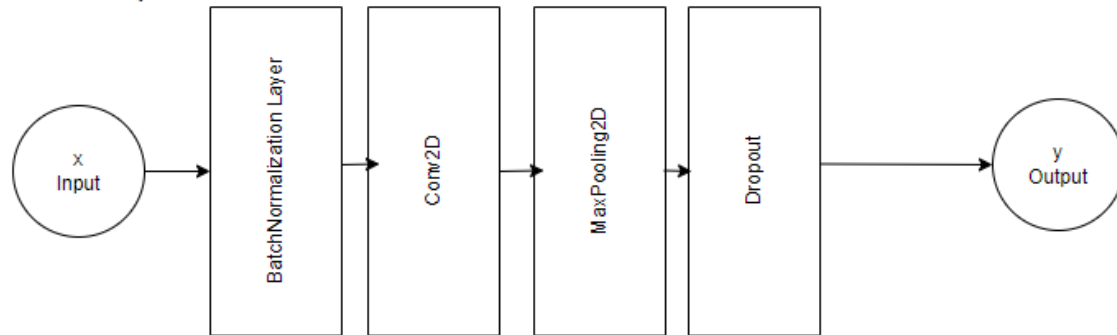 x
Input
BatchNormalization Layer
Conv2D
MaxPooling2D
Dropout
y
Output